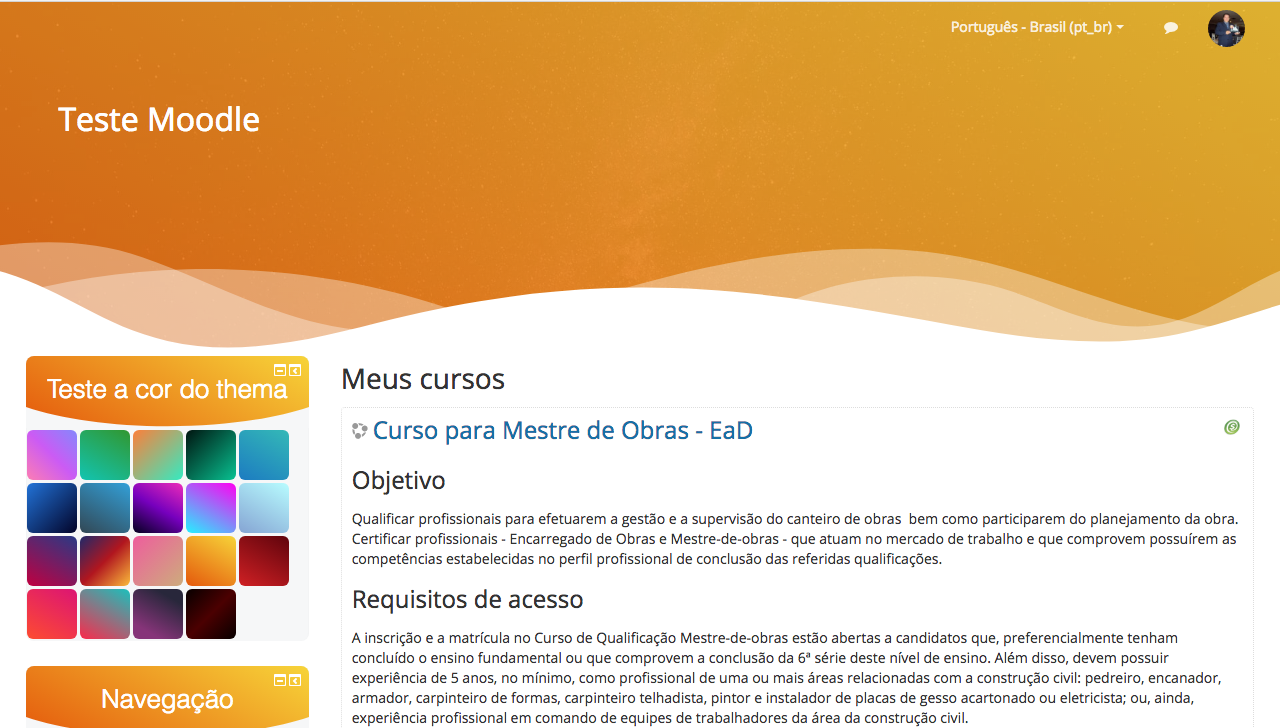 Português - Brasil (pt_br)
Teste Moodle
Teste a cor do thema
Navegação
Meus cursos
Curso para Mestre de Obras - EaD
Objetivo
Qualificar profissionais para efetuarem a gestão e a supervisão do canteiro de obras  bem como participarem do planejamento da obra.
Certificar profissionais - Encarregado de Obras e Mestre-de-obras - que atuam no mercado de trabalho e que comprovem possuírem as
competências estabelecidas no perfil profissional de conclusão das referidas qualificações.
Requisitos de acesso
A inscrição e a matrícula no Curso de Qualificação Mestre-de-obras estão abertas a candidatos que, preferencialmente tenham
concluído o ensino fundamental ou que comprovem a conclusão da 6ª série deste nível de ensino. Além disso, devem possuir
experiência de 5 anos, no mínimo, como profissional de uma ou mais áreas relacionadas com a construção civil: pedreiro, encanador,
armador, carpinteiro de formas, carpinteiro telhadista, pintor e instalador de placas de gesso acartonado ou eletricista; ou, ainda,
experiência profissional em comando de equipes de trabalhadores da área da construção civil.